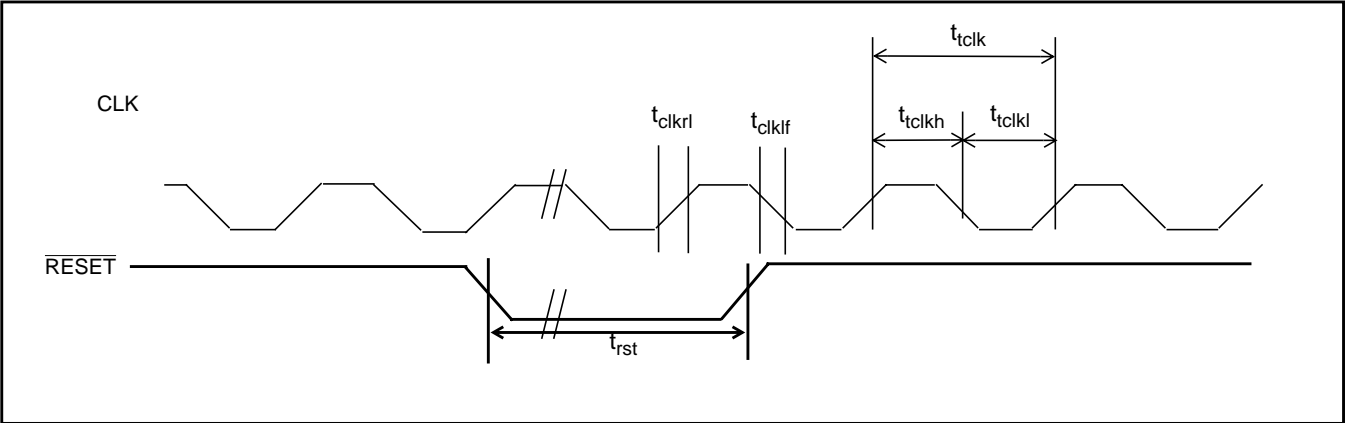 t_tclk
CLK
t_clkrl
t_clklf
t_tclkh
t_tclkl
RESET
t_rst